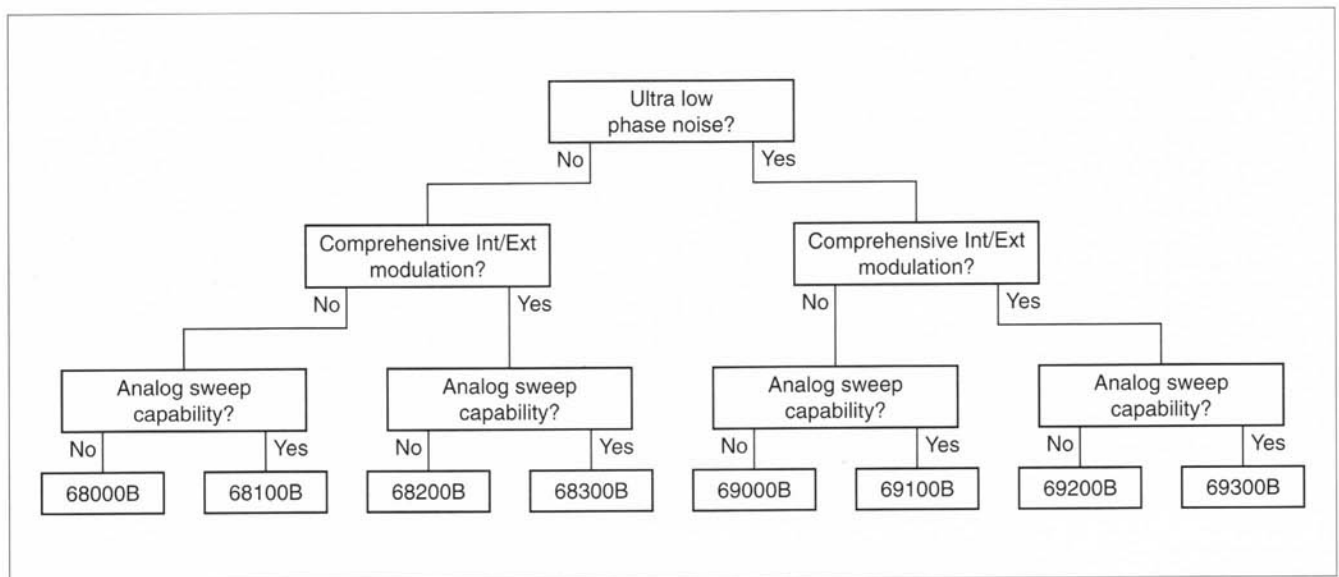 Ultra low
phase noise?
No Yes
Comprehensive Int/Ext
modulation?
Comprehensive Int/Ext
modulation?
No Yes No Yes
Analog sweep
capability?
Analog sweep
capability?
Analog sweep
capability?
Analog sweep
capability?
No Yes No Yes No Yes No Yes
68000B 68100B 68200B 68300B 69000B 69100B 69200B 69300B